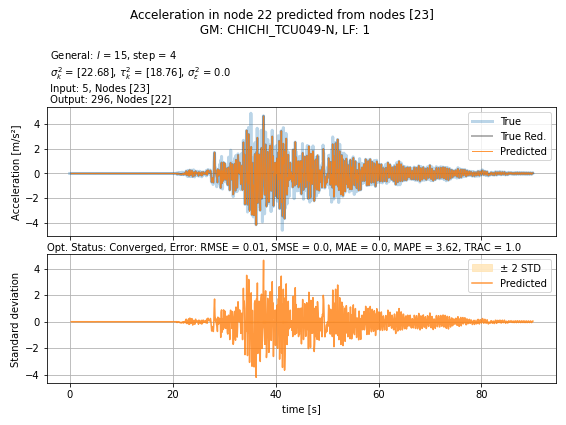 Acceleration in node 22 predicted from nodes [23]
GM: CHICHI_TCU049-N, LF: 1
General: l = 15, step = 4
σ²ₖ = [22.68], τ²ₖ = [18.76], σ²ε = 0.0
Input: 5, Nodes [23]
Output: 296, Nodes [22]
Acceleration [m/s²]
4
2
0
−2
−4
True
True Red.
Predicted
Opt. Status: Converged, Error: RMSE = 0.01, SMSE = 0.0, MAE = 0.0, MAPE = 3.62, TRAC = 1.0
Standard deviation
4
2
0
−2
−4
± 2 STD
Predicted
0 20 40 60 80
time [s]